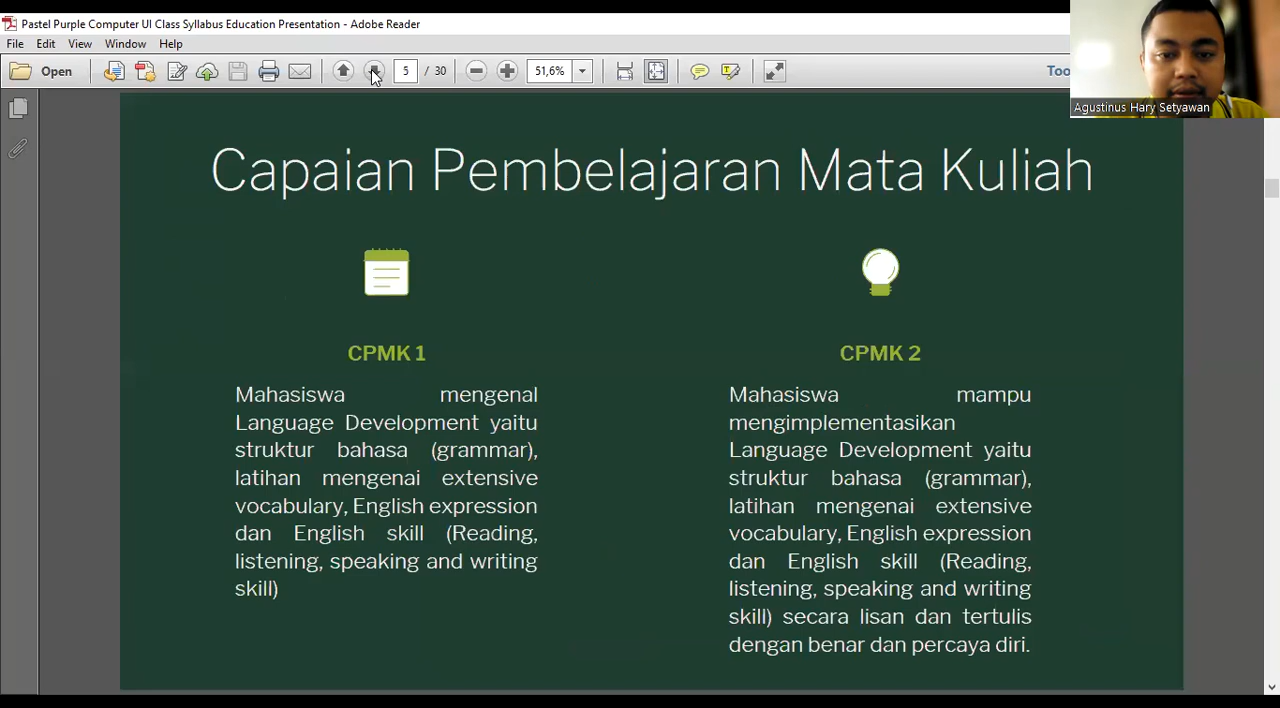 Pastel Purple Computer UI Class Syllabus Education Presentation - Adobe Reader
File Edit View Window Help
Open 5 / 30 51,6% Too
Agustinus Hary Setyawan
Capaian Pembelajaran Mata Kuliah
CPMK 1
Mahasiswa mengenal
Language Development yaitu
struktur bahasa (grammar),
latihan mengenai extensive
vocabulary, English expression
dan English skill (Reading,
listening, speaking and writing
skill)
CPMK 2
Mahasiswa mampu
mengimplementasikan
Language Development yaitu
struktur bahasa (grammar),
latihan mengenai extensive
vocabulary, English expression
dan English skill (Reading,
listening, speaking and writing
skill) secara lisan dan tertulis
dengan benar dan percaya diri.